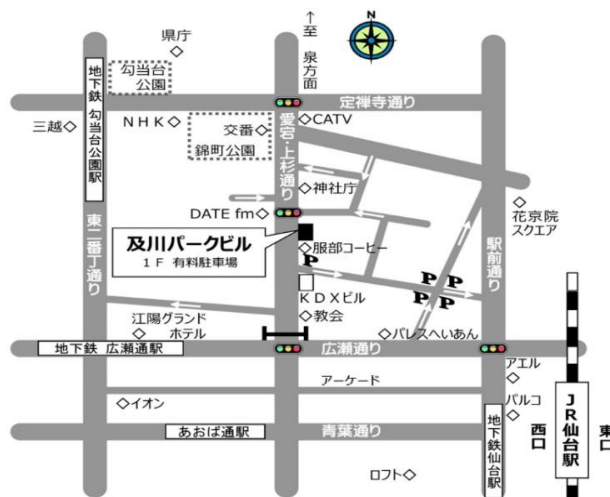 ↑至 泉方面
N
県庁
勾当台
公園
地下鉄 勾当台公園駅
定禅寺通り
三越
NHK
交番
錦町公園
CATV
愛宕・上杉通り
神社庁
花京院
スクエア
DATE fm
及川パークビル
1F 有料駐車場
服部コーヒー
P
東二番丁通り
駅前通り
P P
P P
KDXビル
教会
江陽グランド
ホテル
パレスへいあん
地下鉄 広瀬通駅
広瀬通り
アエル
アーケード
パルコ
イオン
あおば通駅
青葉通り
地下鉄仙台駅
西口
JR仙台駅
東口
ロフト